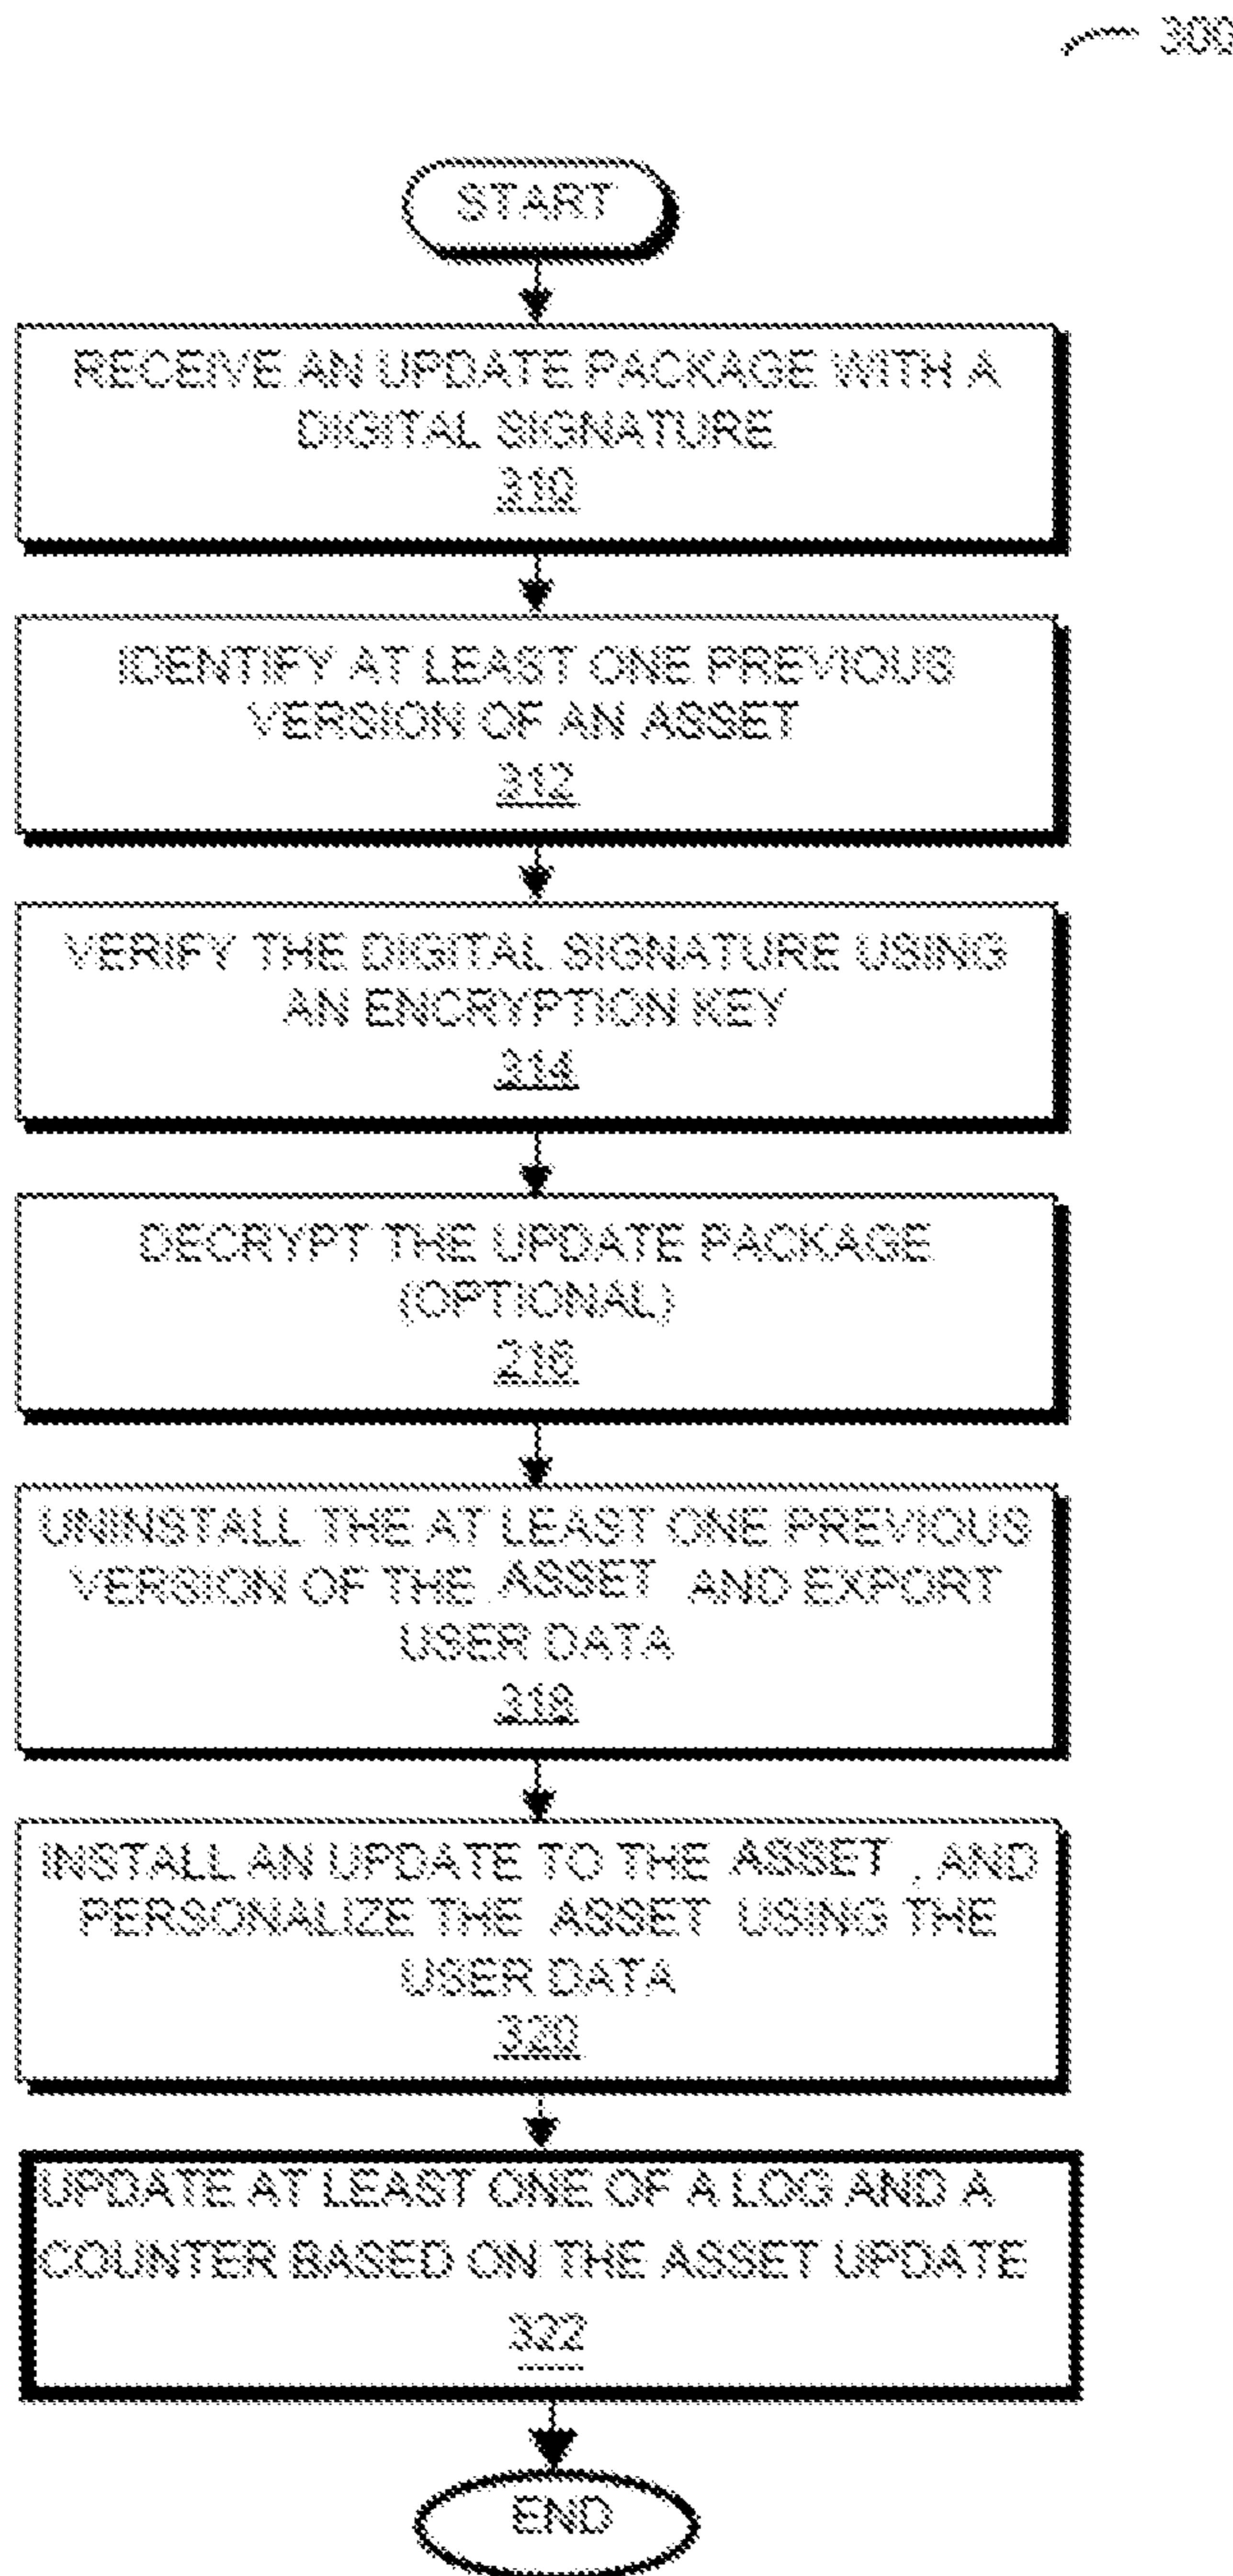 300
START
RECEIVE AN UPDATE PACKAGE WITH A
DIGITAL SIGNATURE
310
IDENTIFY AT LEAST ONE PREVIOUS
VERSION OF AN ASSET
312
VERIFY THE DIGITAL SIGNATURE USING
AN ENCRYPTION KEY
314
DECRYPT THE UPDATE PACKAGE
(OPTIONAL)
216
UNINSTALL THE AT LEAST ONE PREVIOUS
VERSION OF THE ASSET AND EXPORT
USER DATA
318
INSTALL AN UPDATE TO THE ASSET, AND
PERSONALIZE THE ASSET USING THE
USER DATA
320
UPDATE AT LEAST ONE OF A LOG AND A
COUNTER BASED ON THE ASSET UPDATE
322
END